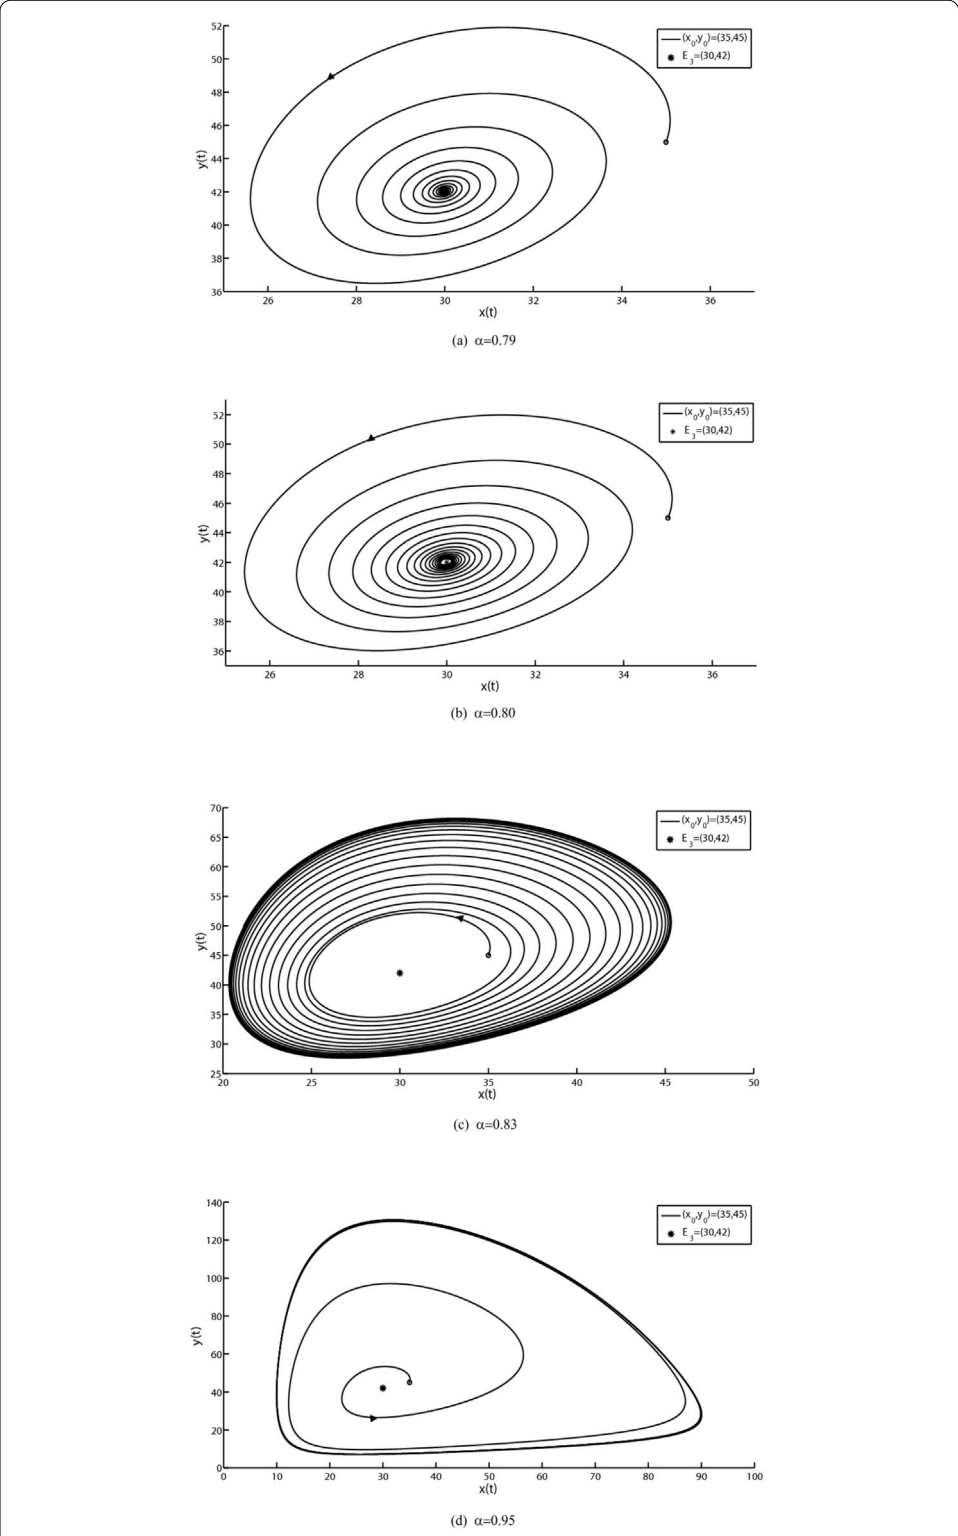 52
50
48
46
44
42
40
38
36
y(t)
26 28 30 32 34 36
x(t)
(x0,y0)=(35,45)
E3=(30,42)
(a) α=0.79
52
50
48
46
44
42
40
38
36
y(t)
26 28 30 32 34 36
x(t)
(x0,y0)=(35,45)
E3=(30,42)
(b) α=0.80
70
65
60
55
50
45
40
35
30
25
y(t)
20 25 30 35 40 45 50
x(t)
(x0,y0)=(35,45)
E3=(30,42)
(c) α=0.83
140
120
100
80
60
40
20
0
y(t)
0 10 20 30 40 50 60 70 80 90 100
x(t)
(x0,y0)=(35,45)
E3=(30,42)
(d) α=0.95